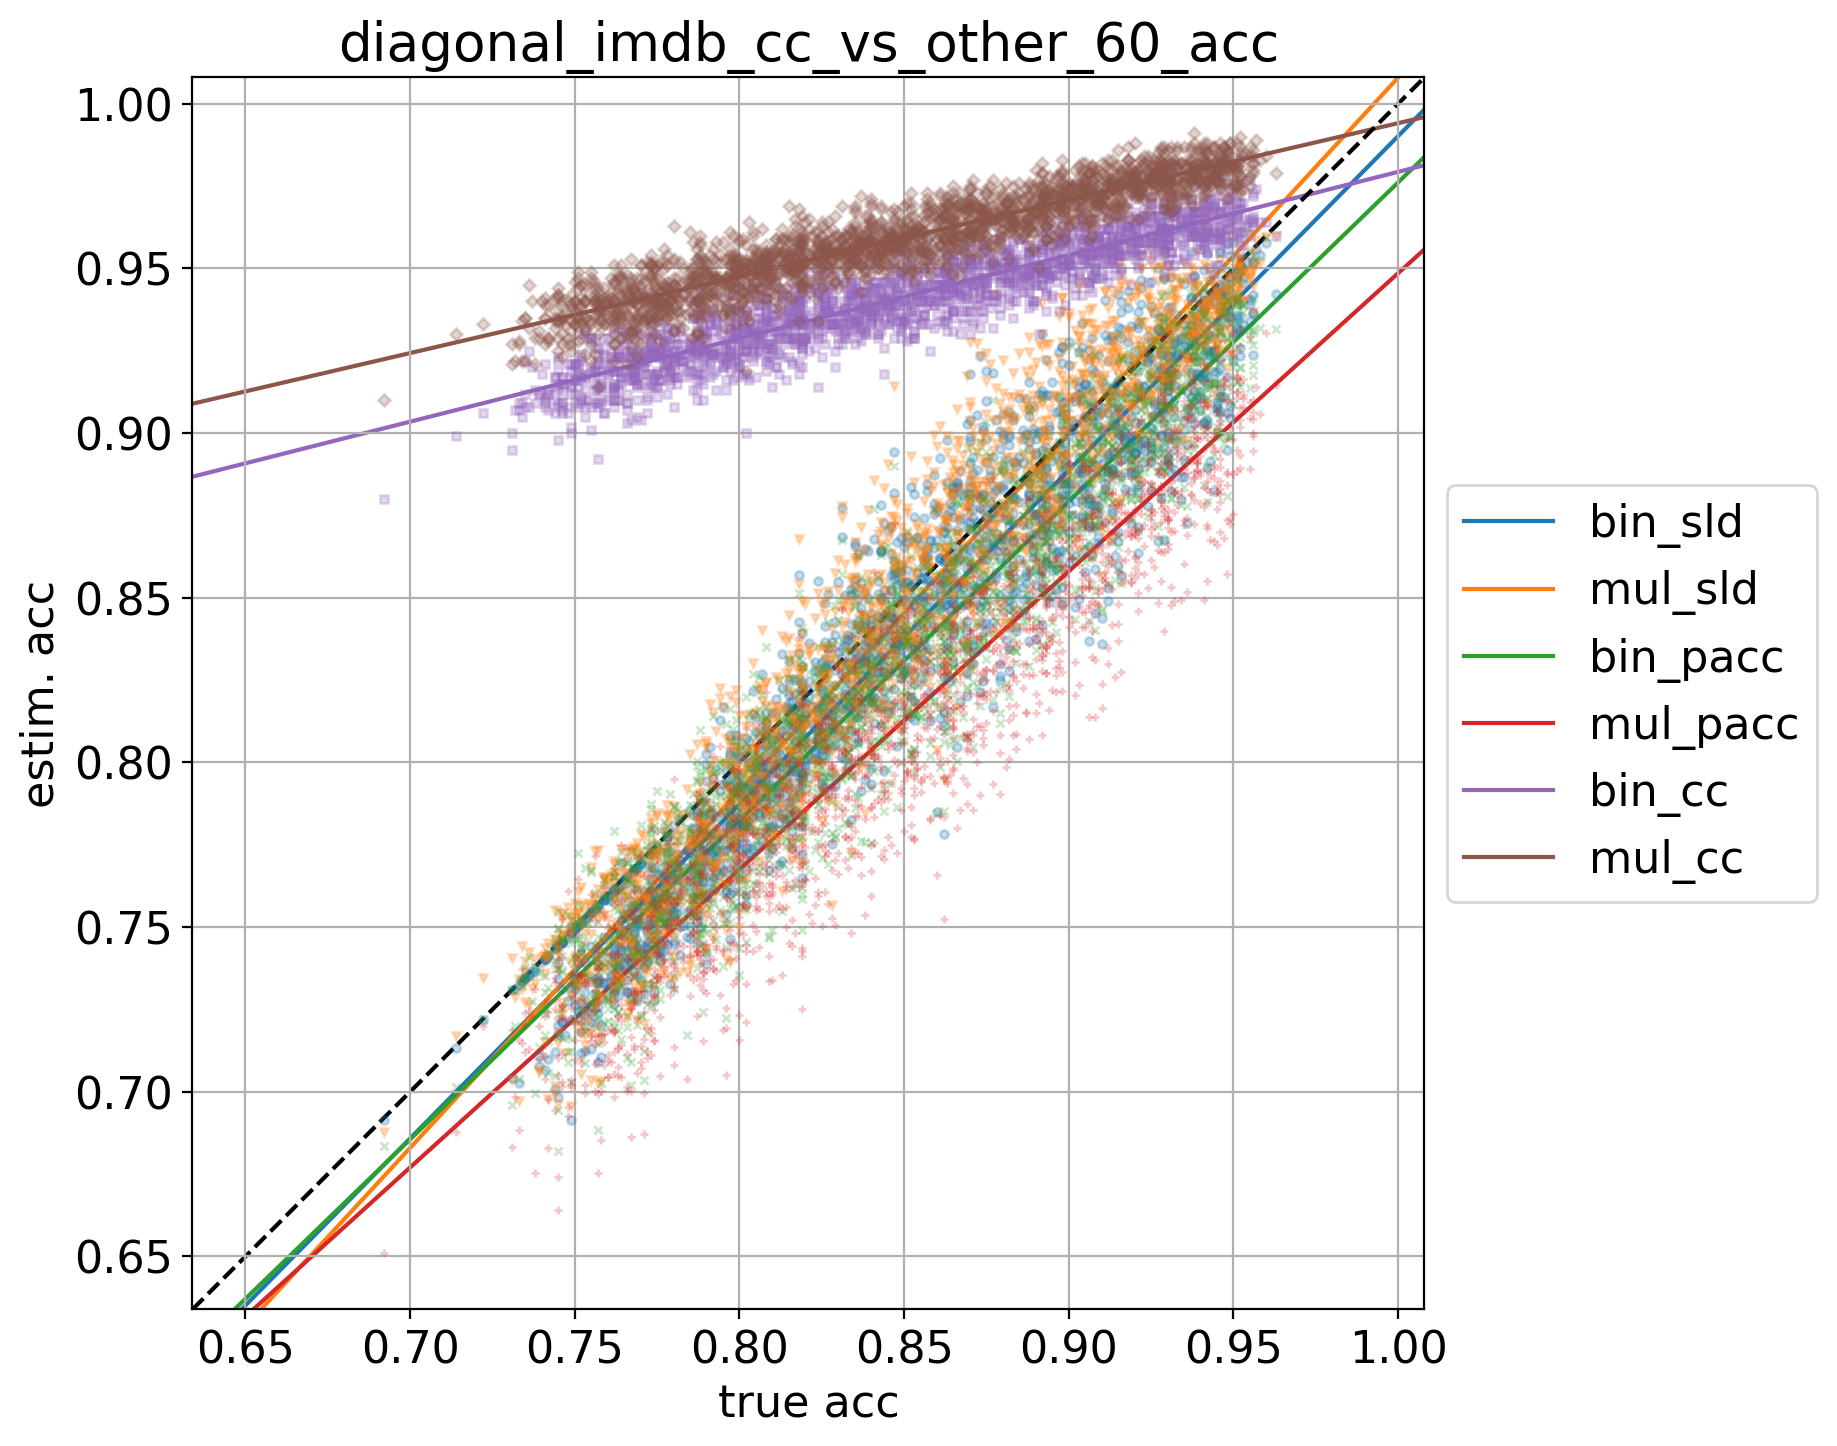 diagonal_imdb_cc_vs_other_60_acc
1.00
0.95
0.90
0.85
0.80
0.75
0.70
0.65
estim. acc
0.65 0.70 0.75 0.80 0.85 0.90 0.95 1.00
true acc
bin_sld
mul_sld
bin_pacc
mul_pacc
bin_cc
mul_cc